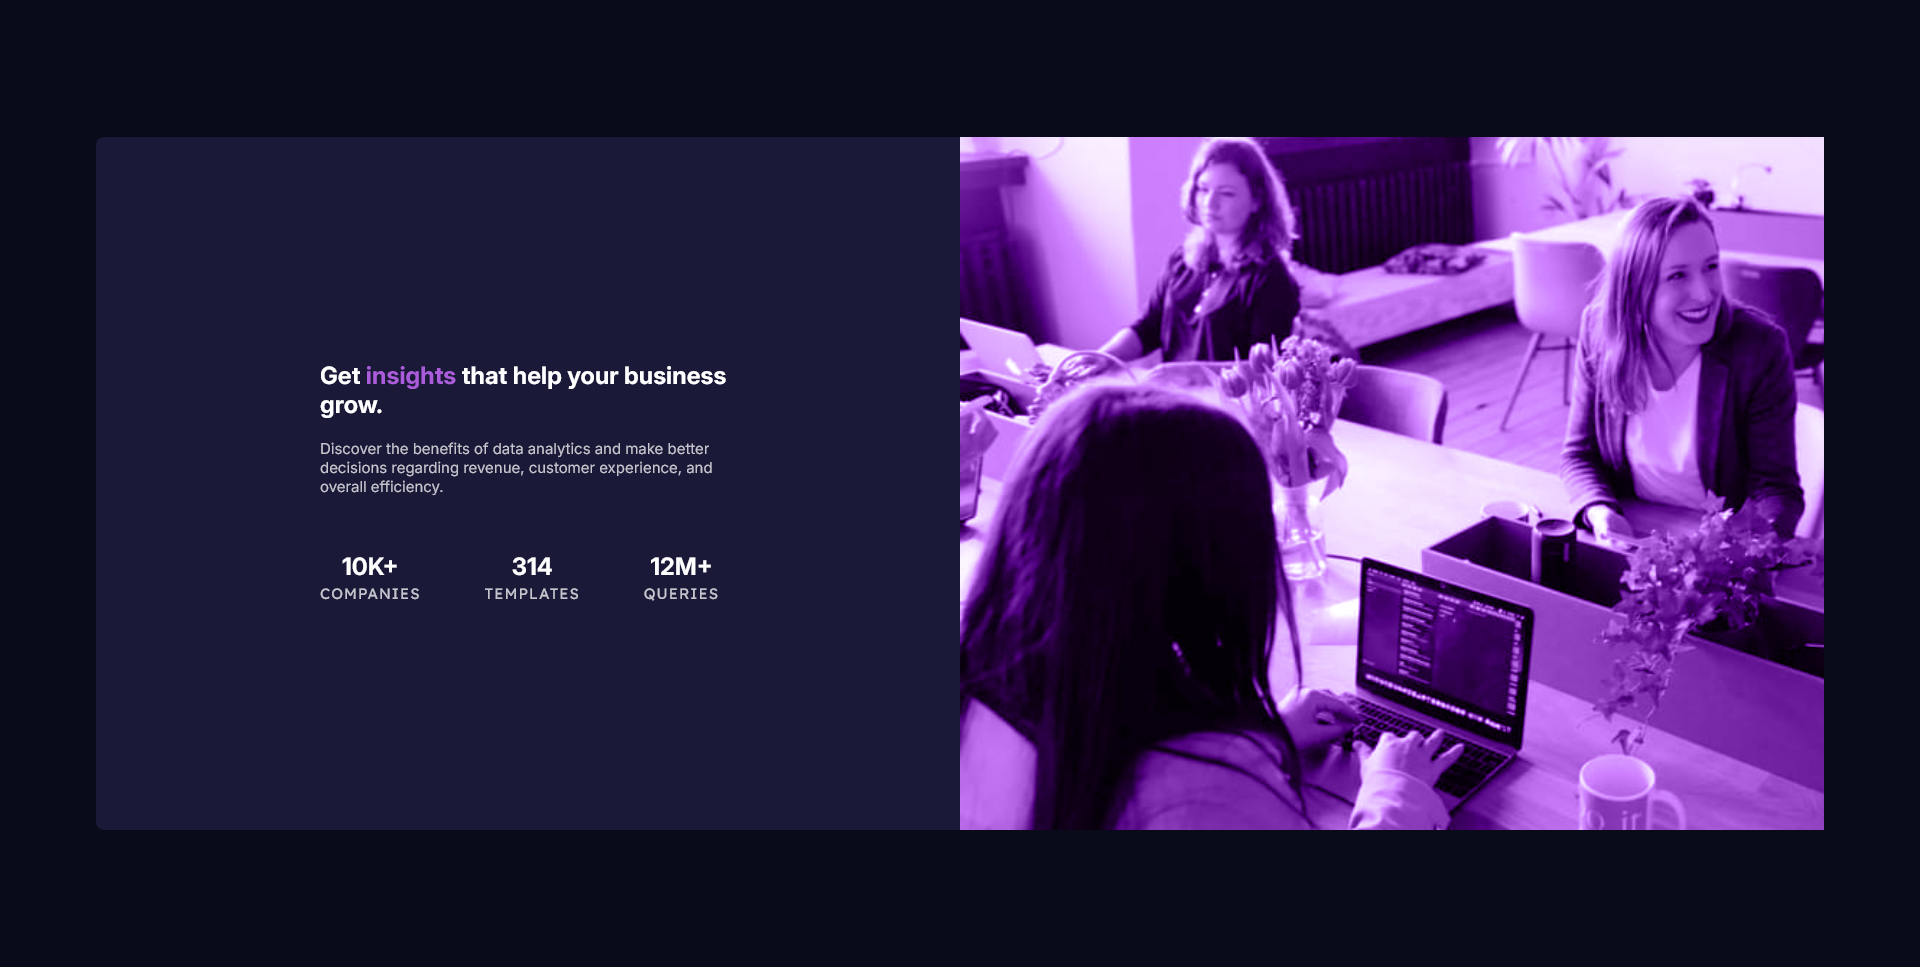 Get insights that help your business
grow.
Discover the benefits of data analytics and make better
decisions regarding revenue, customer experience, and
overall efficiency.
10K+ 314 12M+
COMPANIES TEMPLATES QUERIES